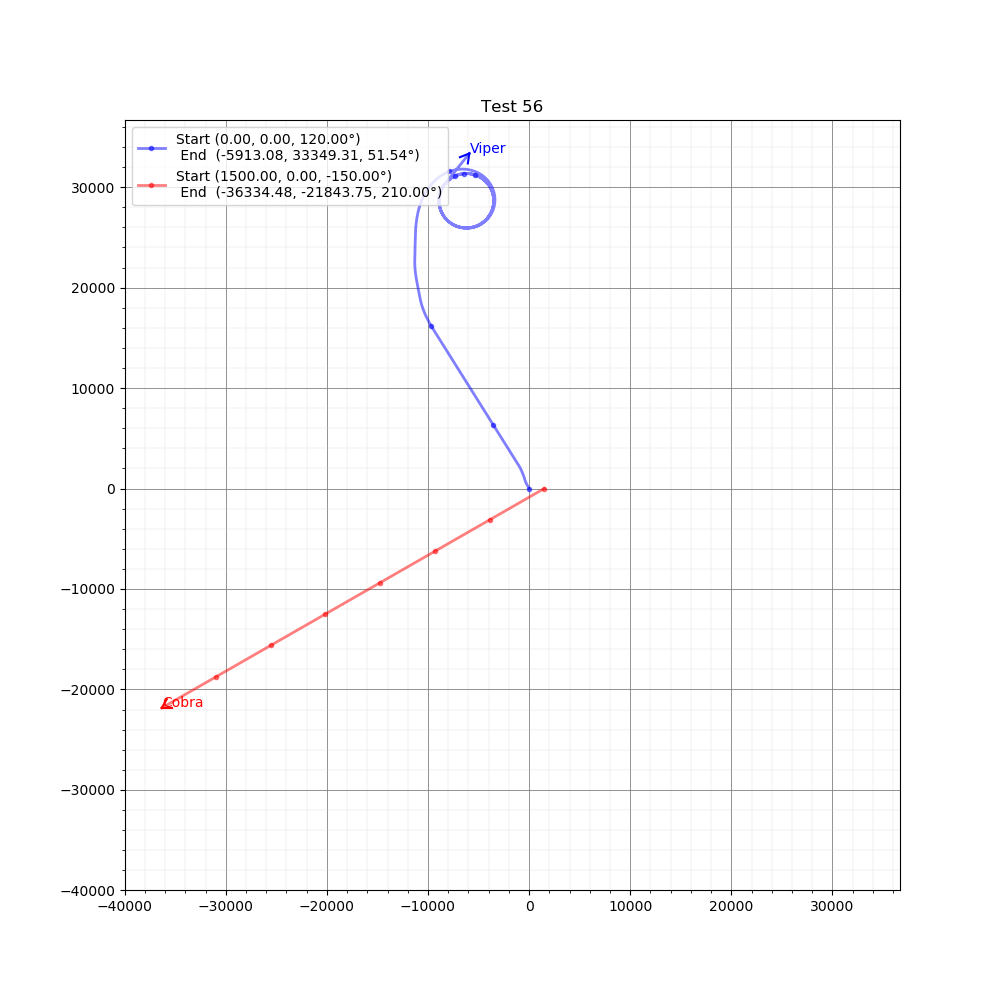 Test 56
Start (0.00, 0.00, 120.00°)
End  (-5913.08, 33349.31, 51.54°)
Start (1500.00, 0.00, -150.00°)
End  (-36334.48, -21843.75, 210.00°)
Viper
Cobra
30000
20000
10000
0
−10000
−20000
−30000
−40000
−40000 −30000 −20000 −10000 0 10000 20000 30000